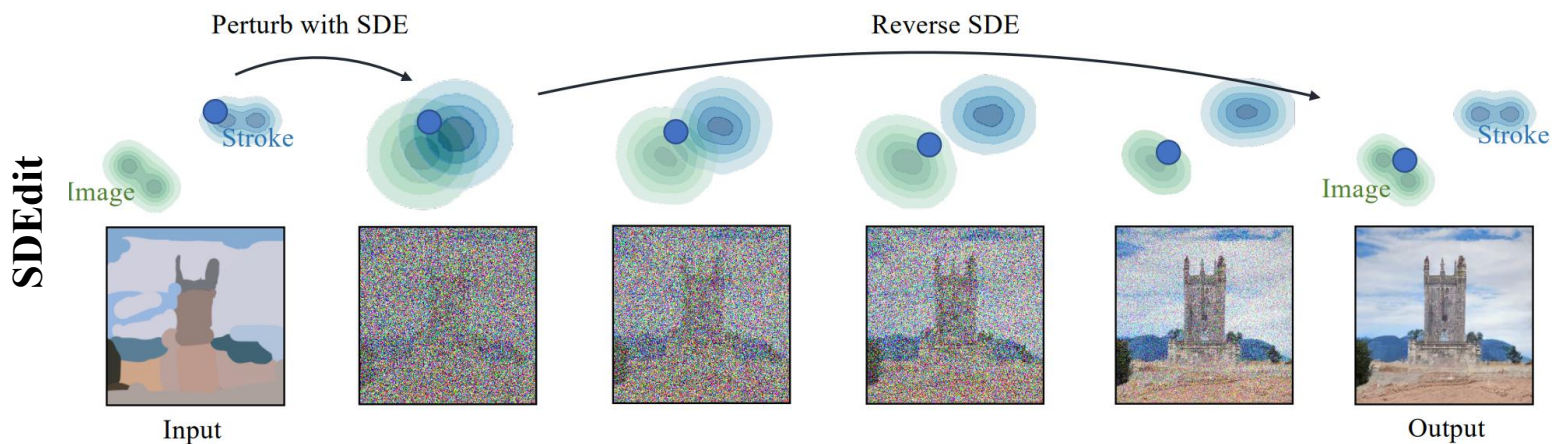 SDEdit
Perturb with SDE
Reverse SDE
Stroke
Image
Stroke
Image
Input
Output